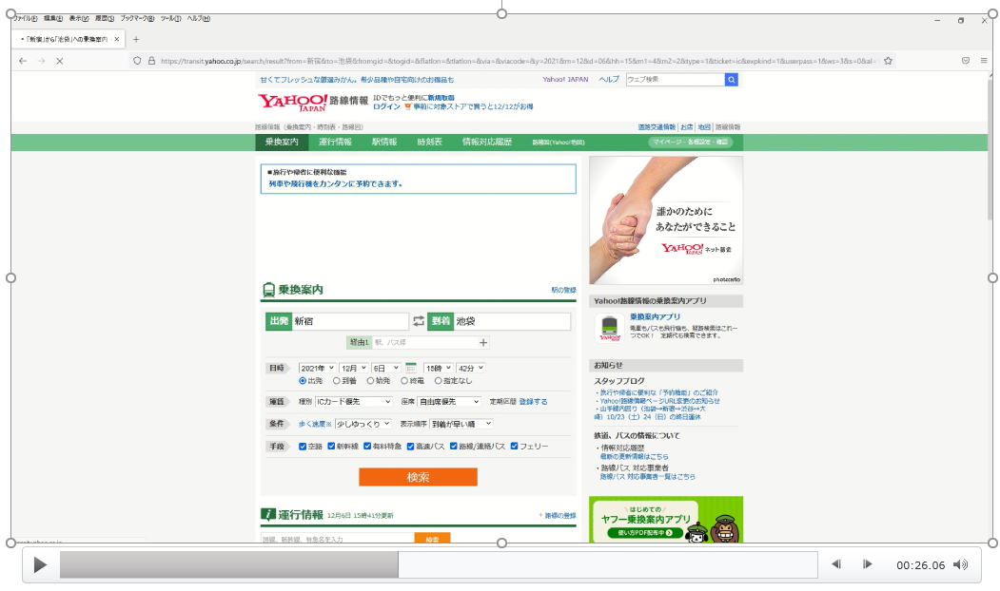 ファイル(F) 編集(E) 表示(V) 履歴(S) ブックマーク(B) ツール(T) ヘルプ(H)
・「新宿」から「池袋」への乗換案内
https://transit.yahoo.co.jp/search/result?from=新宿&to=池袋&fromgid=&togid=&flatlon=&tlatlon=&via=&viacode=&y=2021&m=12&d=06&hh=15&m1=4&m2=2&type=1&ticket=ic&expkind=1&userpass=1&ws=3&s=0&al=
甘くてフレッシュな厳選みかん。希少品種や自宅向けのお得品も
Yahoo! JAPAN ヘルプ ウェブ検索
YAHOO! JAPAN 路線情報
IDでもっと便利に新規取得
ログイン 事前に対象ストアで買うと12/12がお得
路線情報（乗換案内・時刻表・路線図）
道路交通情報 | お店 | 地図 | 路線情報
乗換案内 運行情報 駅情報 時刻表 情報対応履歴 路線図(Yahoo!地図) マイページ - 各種設定・確認
■旅行や帰省に便利な機能
列車や飛行機をカンタンに予約できます。
誰かのために
あなたができること
YAHOO! JAPAN ネット募金
photo:aflo
乗換案内 駅の登録
出発 新宿 到着 池袋
経由1 駅、バス停
日時 2021年 12月 6日 15時 42分
出発 到着 始発 終電 指定なし
種別 ICカード優先 座席 自由席優先 定期区間 登録する
条件 歩く速度※ 少しゆっくり 表示順序 到着が早い順
手段 空路 新幹線 有料特急 高速バス 路線/連絡バス フェリー
検索
運行情報 12月6日 15時41分更新 + 路線の登録
路線、新幹線、特急名を入力 検索
Yahoo!路線情報の乗換案内アプリ
乗換案内アプリ
電車もバスも飛行機も、経路検索はこれ一
つでOK！ 定期代も検索できます。
お知らせ
スタッフブログ
・旅行や帰省に便利な「予約機能」のご紹介
・Yahoo!路線情報ページURL変更のお知らせ
・山手線内回り（池袋→新宿→渋谷→大
崎）10/23（土）24（日）の終日運休
鉄道、バスの情報について
・情報対応履歴
最新の更新情報はこちら
・路線バス 対応事業者
路線バス 対応事業者一覧はこちら
はじめての
ヤフー乗換案内アプリ
使い方PDF配布中
00:26.06